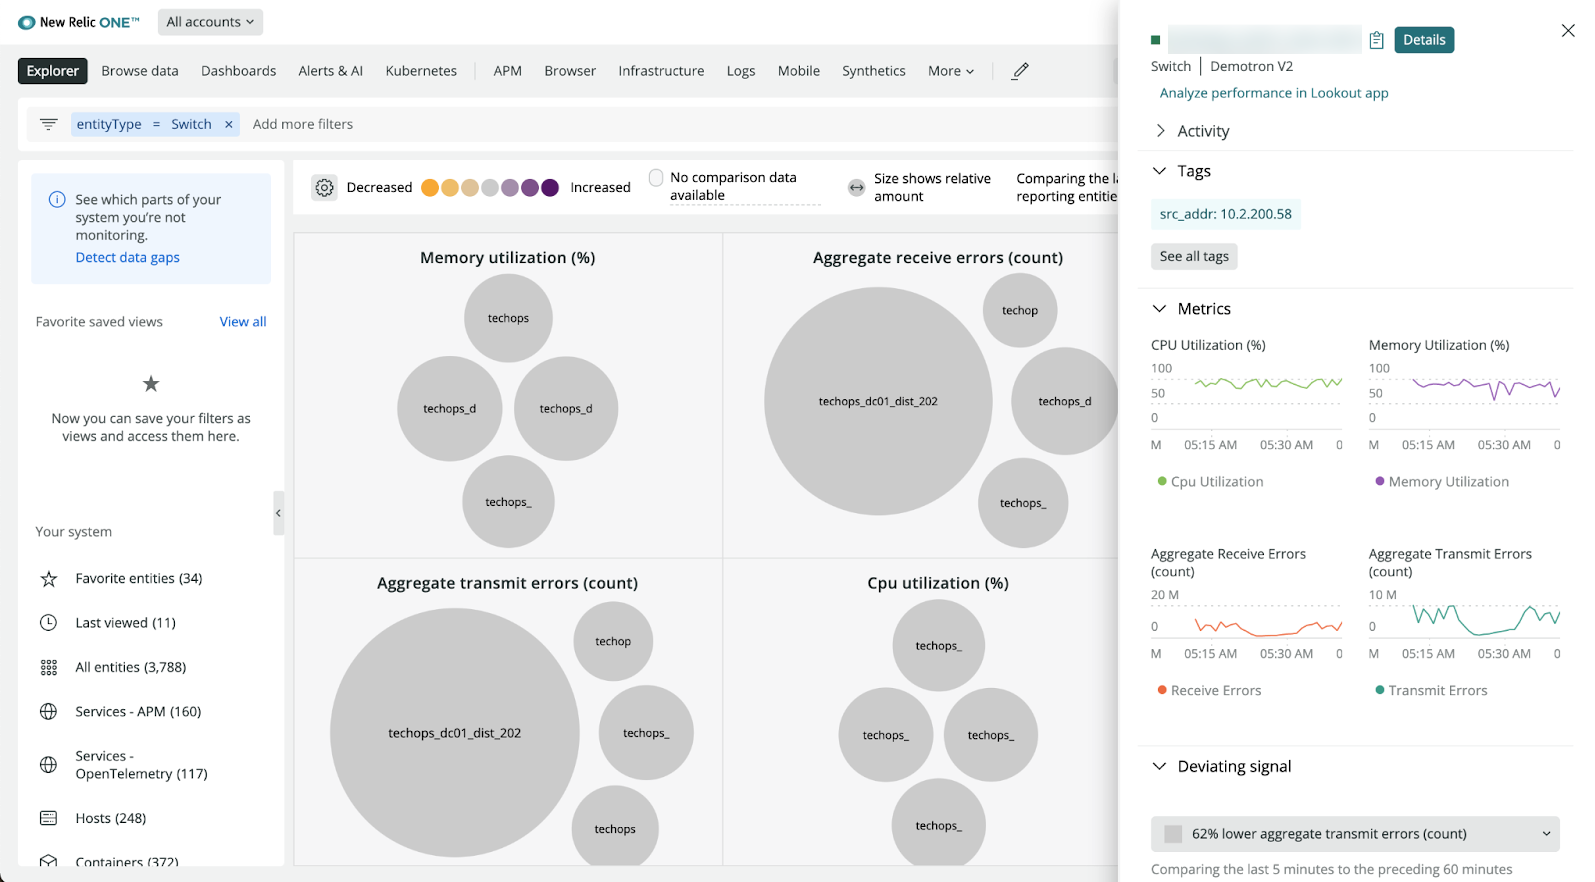 New Relic ONE™
All accounts
Explorer
Browse data
Dashboards
Alerts & AI
Kubernetes
APM
Browser
Infrastructure
Logs
Mobile
Synthetics
More
entityType = Switch ×
Add more filters
See which parts of your
system you’re not
monitoring.
Detect data gaps
Favorite saved views
View all
Now you can save your filters as
views and access them here.
Your system
Favorite entities (34)
Last viewed (11)
All entities (3,788)
Services - APM (160)
Services -
OpenTelemetry (117)
Hosts (248)
Containers (372)
Decreased
Increased
No comparison data
available
Size shows relative
amount
Comparing the la
reporting entitie
Memory utilization (%)
techops
techops_d
techops_d
techops_
Aggregate receive errors (count)
techop
techops_dc01_dist_202
techops_d
techops_
Aggregate transmit errors (count)
techop
techops_dc01_dist_202
techops_
techops
Cpu utilization (%)
techops_
techops_
techops_
techops_
Details
Switch | Demotron V2
Analyze performance in Lookout app
Activity
Tags
src_addr: 10.2.200.58
See all tags
Metrics
CPU Utilization (%)
100
50
0
M 05:15 AM 05:30 AM 0
Cpu Utilization
Memory Utilization (%)
100
50
0
M 05:15 AM 05:30 AM 0
Memory Utilization
Aggregate Receive Errors
(count)
20 M
0
M 05:15 AM 05:30 AM 0
Receive Errors
Aggregate Transmit Errors
(count)
10 M
0
M 05:15 AM 05:30 AM 0
Transmit Errors
Deviating signal
62% lower aggregate transmit errors (count)
Comparing the last 5 minutes to the preceding 60 minutes